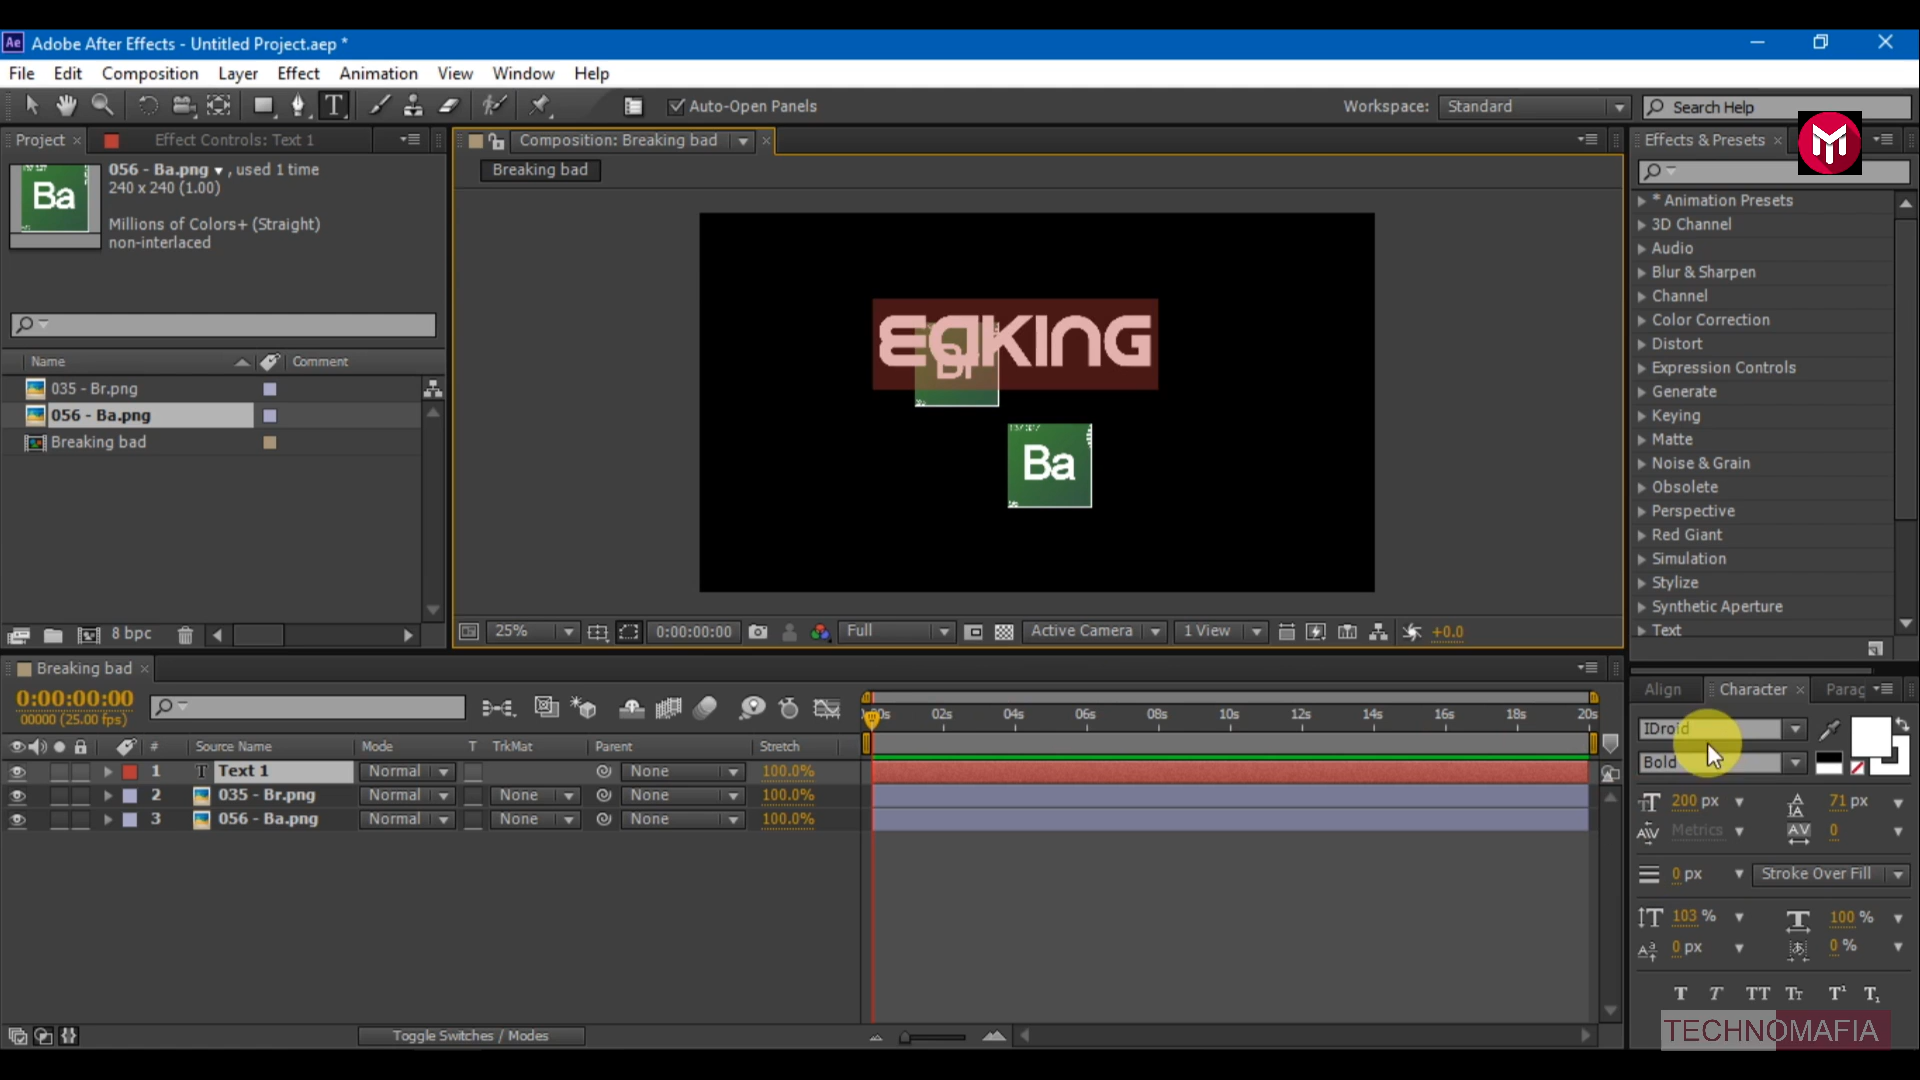 Ae Adobe After Effects - Untitled Project.aep *
File Edit Composition Layer Effect Animation View Window Help
T Auto-Open Panels Workspace: Standard Search Help
Project × Effect Controls: Text 1 Composition: Breaking bad × Effects & Presets ×
Breaking bad
Ba
056 - Ba.png , used 1 time
240 x 240 (1.00)
Millions of Colors+ (Straight)
non-interlaced
Name Comment
035 - Br.png
056 - Ba.png
Breaking bad
8 bpc
EaKING
Br
Ba
25% 0:00:00:00 Full Active Camera 1 View +0.0
* Animation Presets
3D Channel
Audio
Blur & Sharpen
Channel
Color Correction
Distort
Expression Controls
Generate
Keying
Matte
Noise & Grain
Obsolete
Perspective
Red Giant
Simulation
Stylize
Synthetic Aperture
Text
Breaking bad ×
0:00:00:00
00000 (25.00 fps)
02s 04s 06s 08s 10s 12s 14s 16s 18s 20s
# Source Name Mode T TrkMat Parent Stretch
1 T Text 1 Normal None 100.0%
2 035 - Br.png Normal None None 100.0%
3 056 - Ba.png Normal None None 100.0%
Toggle Switches / Modes
Align Character × Parag
IDroid
Bold
200 px 71 px
Metrics 0
0 px Stroke Over Fill
103 % 100 %
0 px 0 %
T T TT Tr T¹ T₁
TECHNOMAFIA